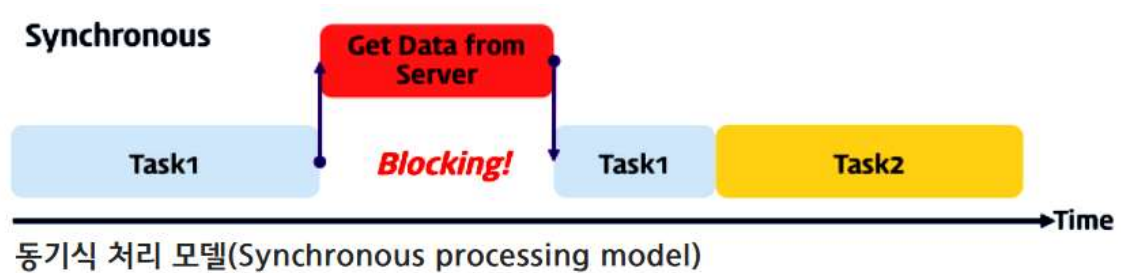 Synchronous
Get Data from
Server
Task1
Blocking!
Task1
Task2
Time
동기식 처리 모델(Synchronous processing model)